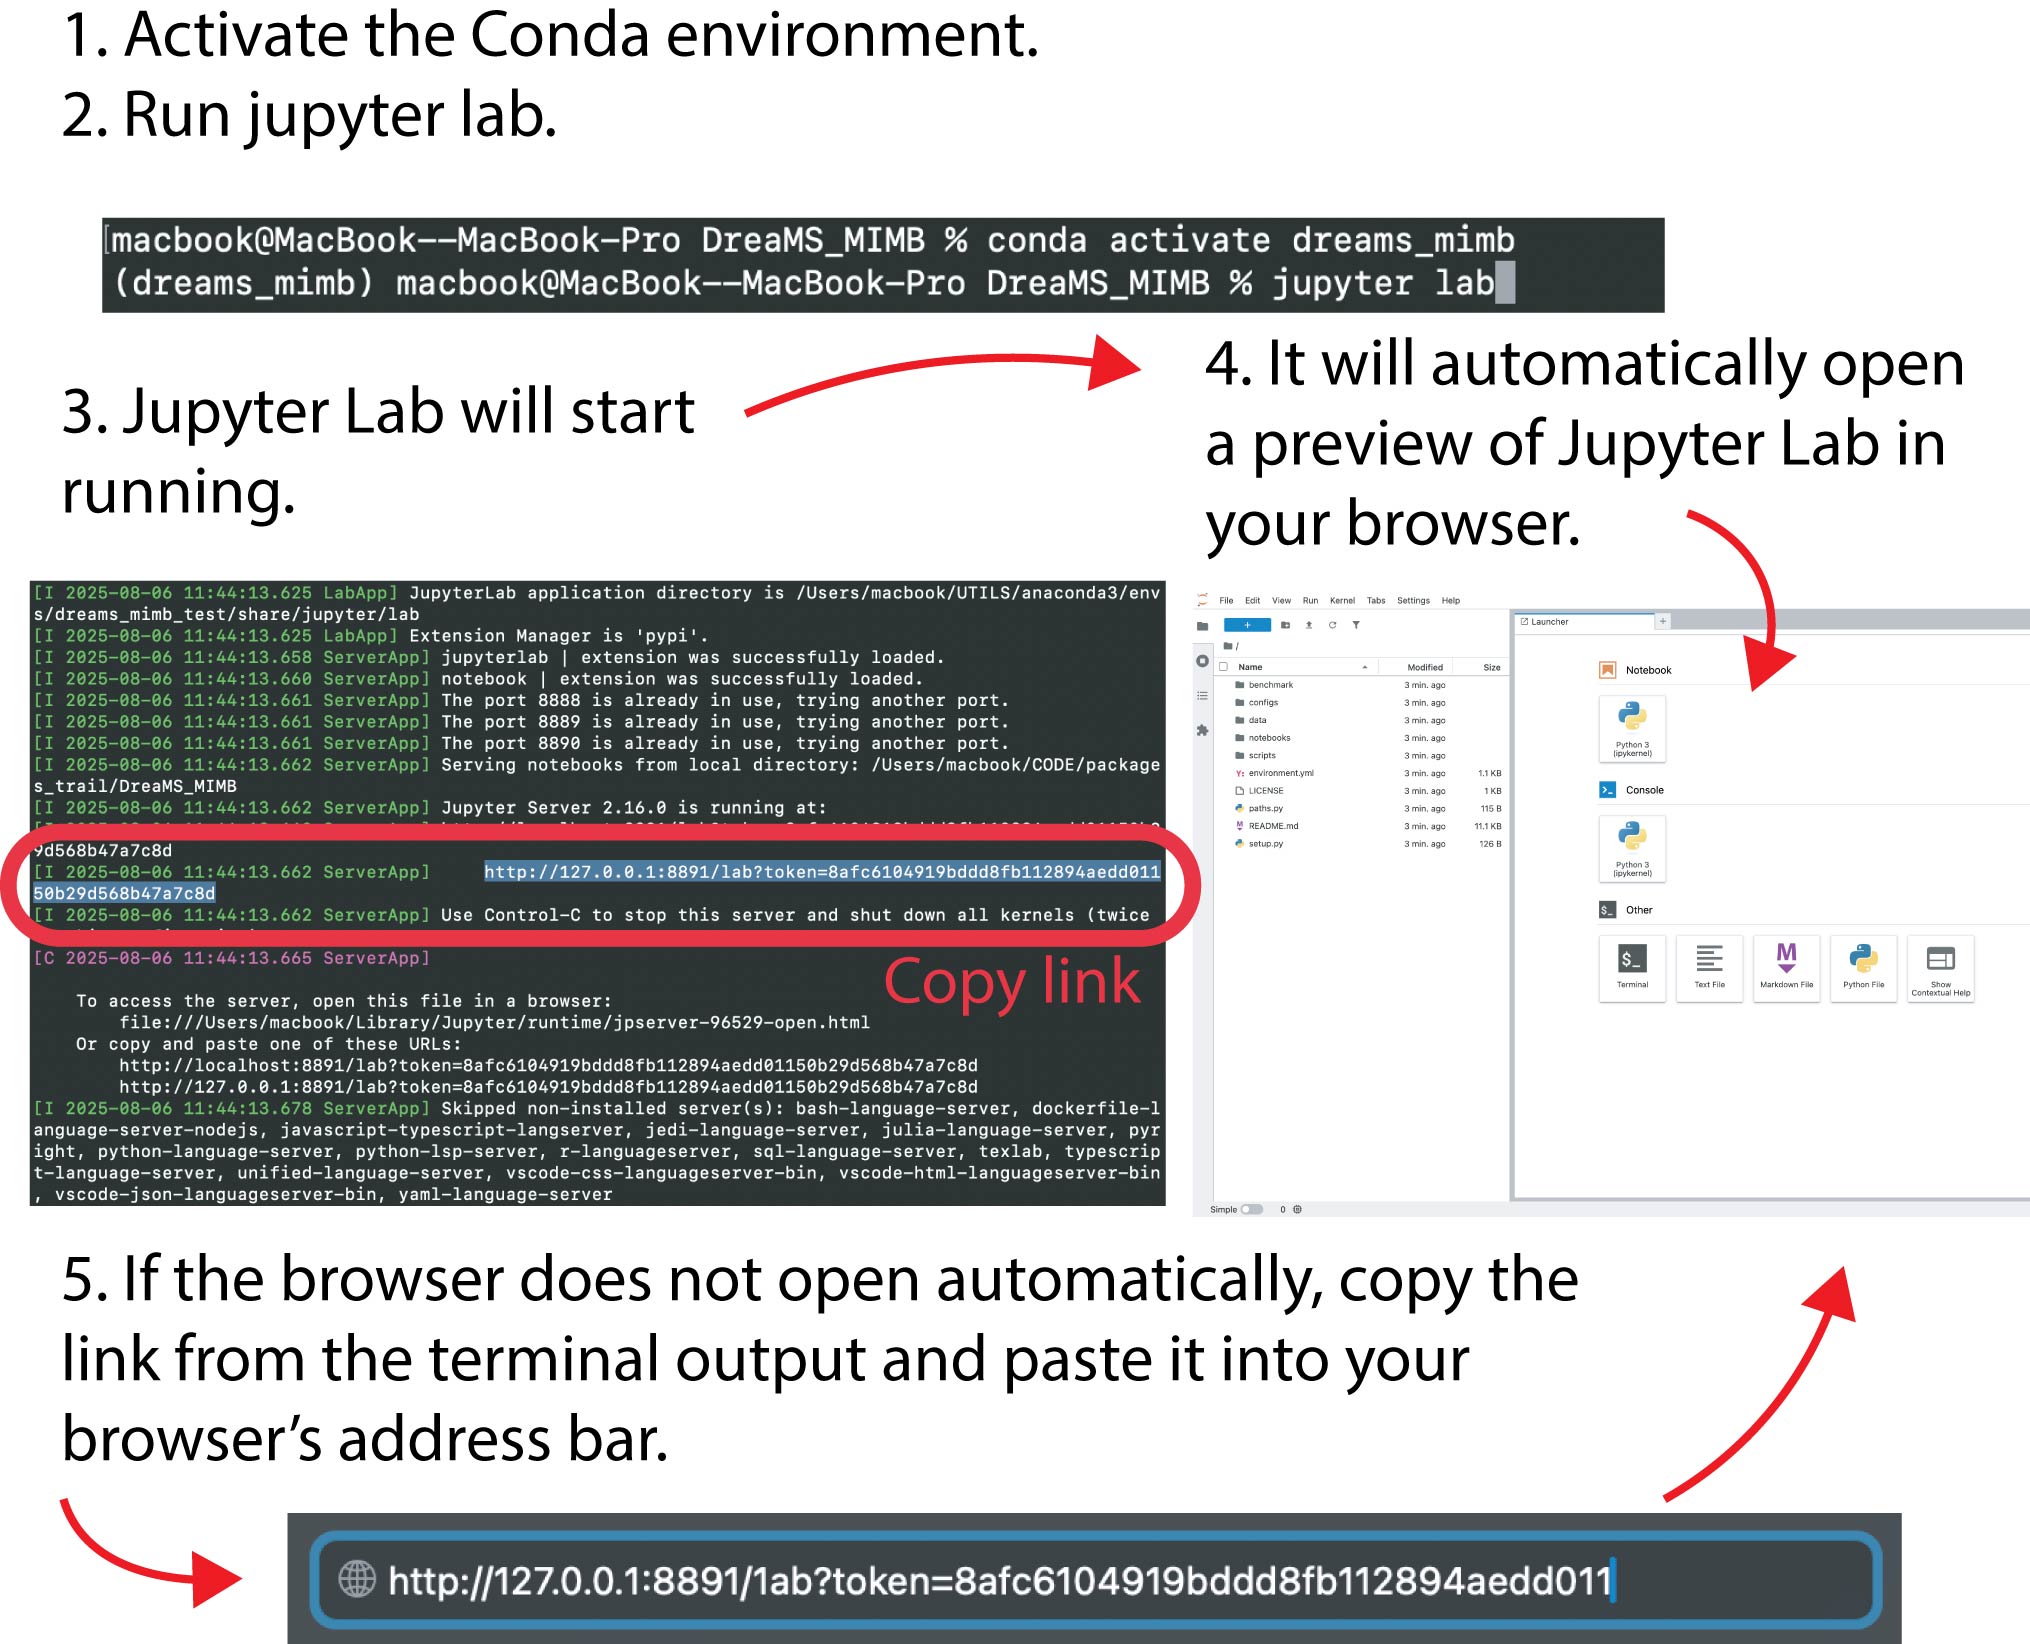 1. Activate the Conda environment.
2. Run jupyter lab.
[macbook@MacBook--MacBook-Pro DreaMS_MIMB % conda activate dreams_mimb
(dreams_mimb) macbook@MacBook--MacBook-Pro DreaMS_MIMB % jupyter lab
3. Jupyter Lab will start
running.
4. It will automatically open
a preview of Jupyter Lab in
your browser.
[I 2025-08-06 11:44:13.625 LabApp] JupyterLab application directory is /Users/macbook/UTILS/anaconda3/env
s/dreams_mimb_test/share/jupyter/lab
[I 2025-08-06 11:44:13.625 LabApp] Extension Manager is 'pypi'.
[I 2025-08-06 11:44:13.658 ServerApp] jupyterlab | extension was successfully loaded.
[I 2025-08-06 11:44:13.660 ServerApp] notebook | extension was successfully loaded.
[I 2025-08-06 11:44:13.661 ServerApp] The port 8888 is already in use, trying another port.
[I 2025-08-06 11:44:13.661 ServerApp] The port 8889 is already in use, trying another port.
[I 2025-08-06 11:44:13.661 ServerApp] The port 8890 is already in use, trying another port.
[I 2025-08-06 11:44:13.662 ServerApp] Serving notebooks from local directory: /Users/macbook/CODE/package
s_trail/DreaMS_MIMB
[I 2025-08-06 11:44:13.662 ServerApp] Jupyter Server 2.16.0 is running at:
9d568b47a7c8d
[I 2025-08-06 11:44:13.662 ServerApp] http://127.0.0.1:8891/lab?token=8afc6104919bddd8fb112894aedd011
50b29d568b47a7c8d
[I 2025-08-06 11:44:13.662 ServerApp] Use Control-C to stop this server and shut down all kernels (twice
[C 2025-08-06 11:44:13.665 ServerApp]
Copy link
To access the server, open this file in a browser:
file:///Users/macbook/Library/Jupyter/runtime/jpserver-96529-open.html
Or copy and paste one of these URLs:
http://localhost:8891/lab?token=8afc6104919bddd8fb112894aedd01150b29d568b47a7c8d
http://127.0.0.1:8891/lab?token=8afc6104919bddd8fb112894aedd01150b29d568b47a7c8d
[I 2025-08-06 11:44:13.678 ServerApp] Skipped non-installed server(s): bash-language-server, dockerfile-l
anguage-server-nodejs, javascript-typescript-langserver, jedi-language-server, julia-language-server, pyr
ight, python-language-server, python-lsp-server, r-languageserver, sql-language-server, texlab, typescrip
t-language-server, unified-language-server, vscode-css-languageserver-bin, vscode-html-languageserver-bin
, vscode-json-languageserver-bin, yaml-language-server
File Edit View Run Kernel Tabs Settings Help
+
/
Name Modified Size
benchmark 3 min. ago
configs 3 min. ago
data 3 min. ago
notebooks 3 min. ago
scripts 3 min. ago
Y: environment.yml 3 min. ago 1.1 KB
LICENSE 3 min. ago 1 KB
paths.py 3 min. ago 115 B
README.md 3 min. ago 11.1 KB
setup.py 3 min. ago 126 B
Simple 0
Launcher +
Notebook
Python 3
(ipykernel)
>_ Console
Python 3
(ipykernel)
$_ Other
$_ M
Terminal Text File Markdown File Python File Show
Contextual Help
5. If the browser does not open automatically, copy the
link from the terminal output and paste it into your
browser's address bar.
http://127.0.0.1:8891/1ab?token=8afc6104919bddd8fb112894aedd011